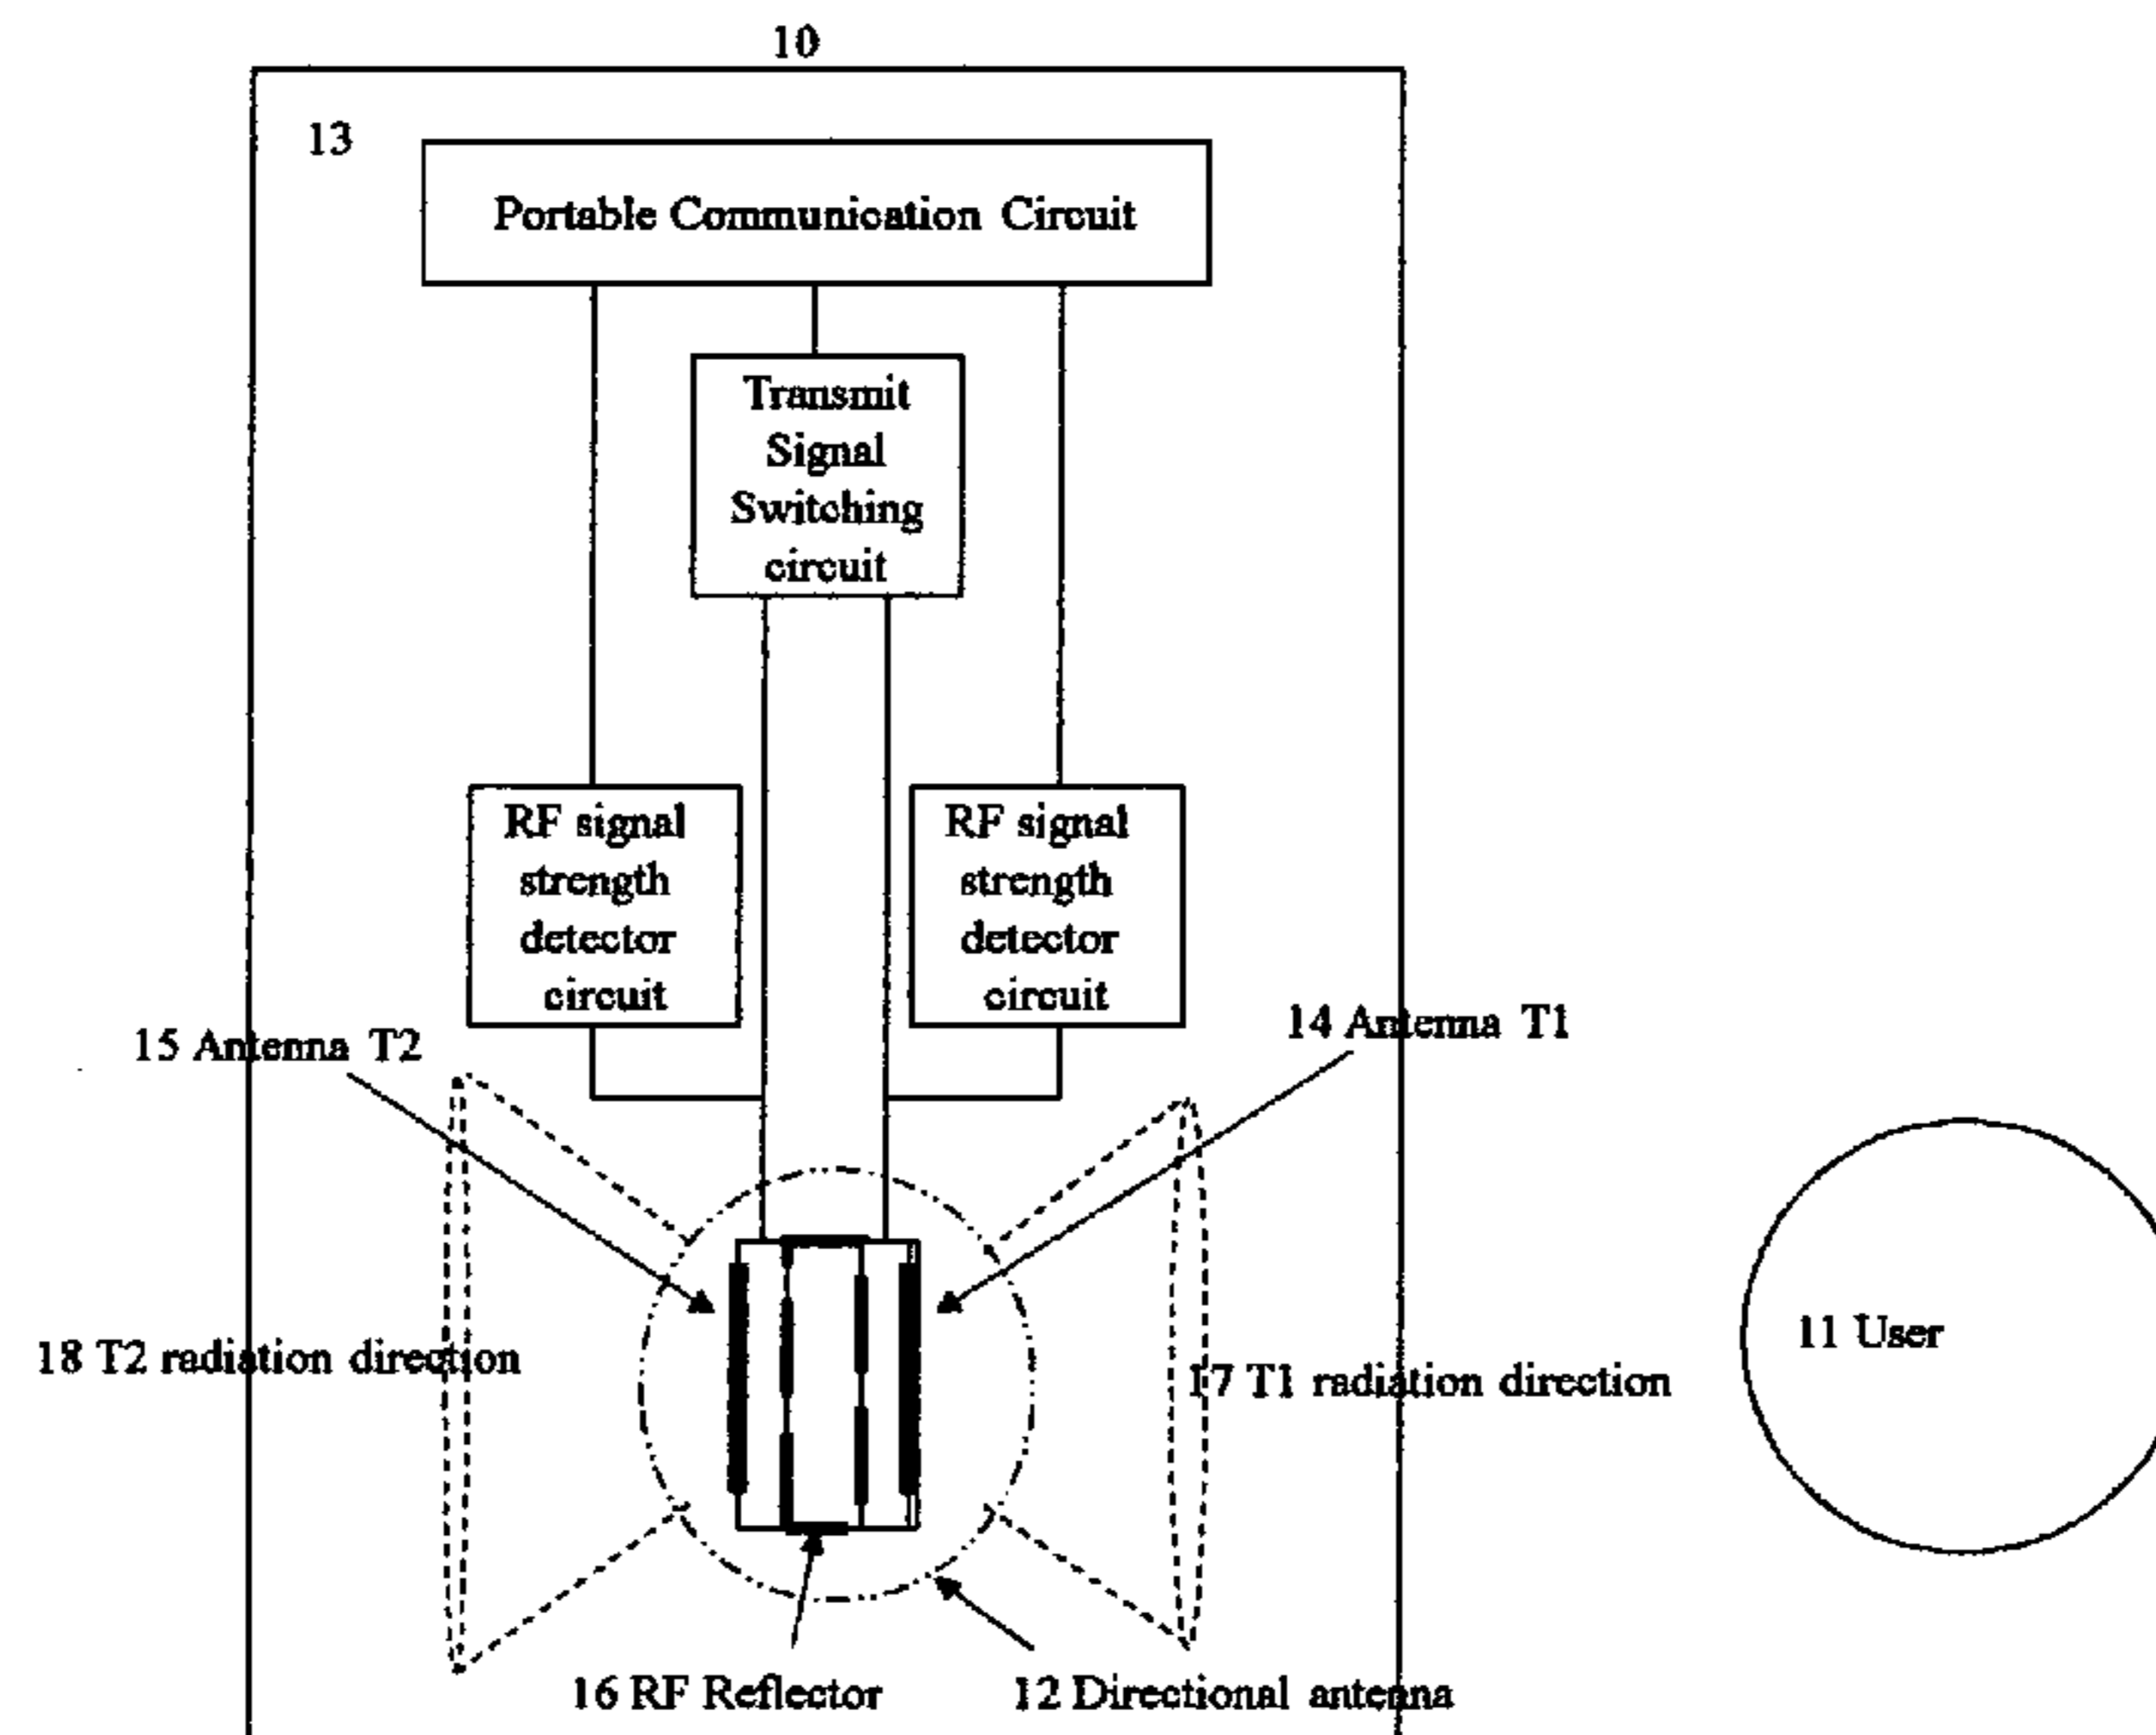 10
13
Portable Communication Circuit
Transmit
Signal
Switching
circuit
RF signal
strength
detector
circuit
RF signal
strength
detector
circuit
15 Antenna T2
14 Antenna T1
18 T2 radiation direction
17 T1 radiation direction
11 User
16 RF Reflector
12 Directional antenna